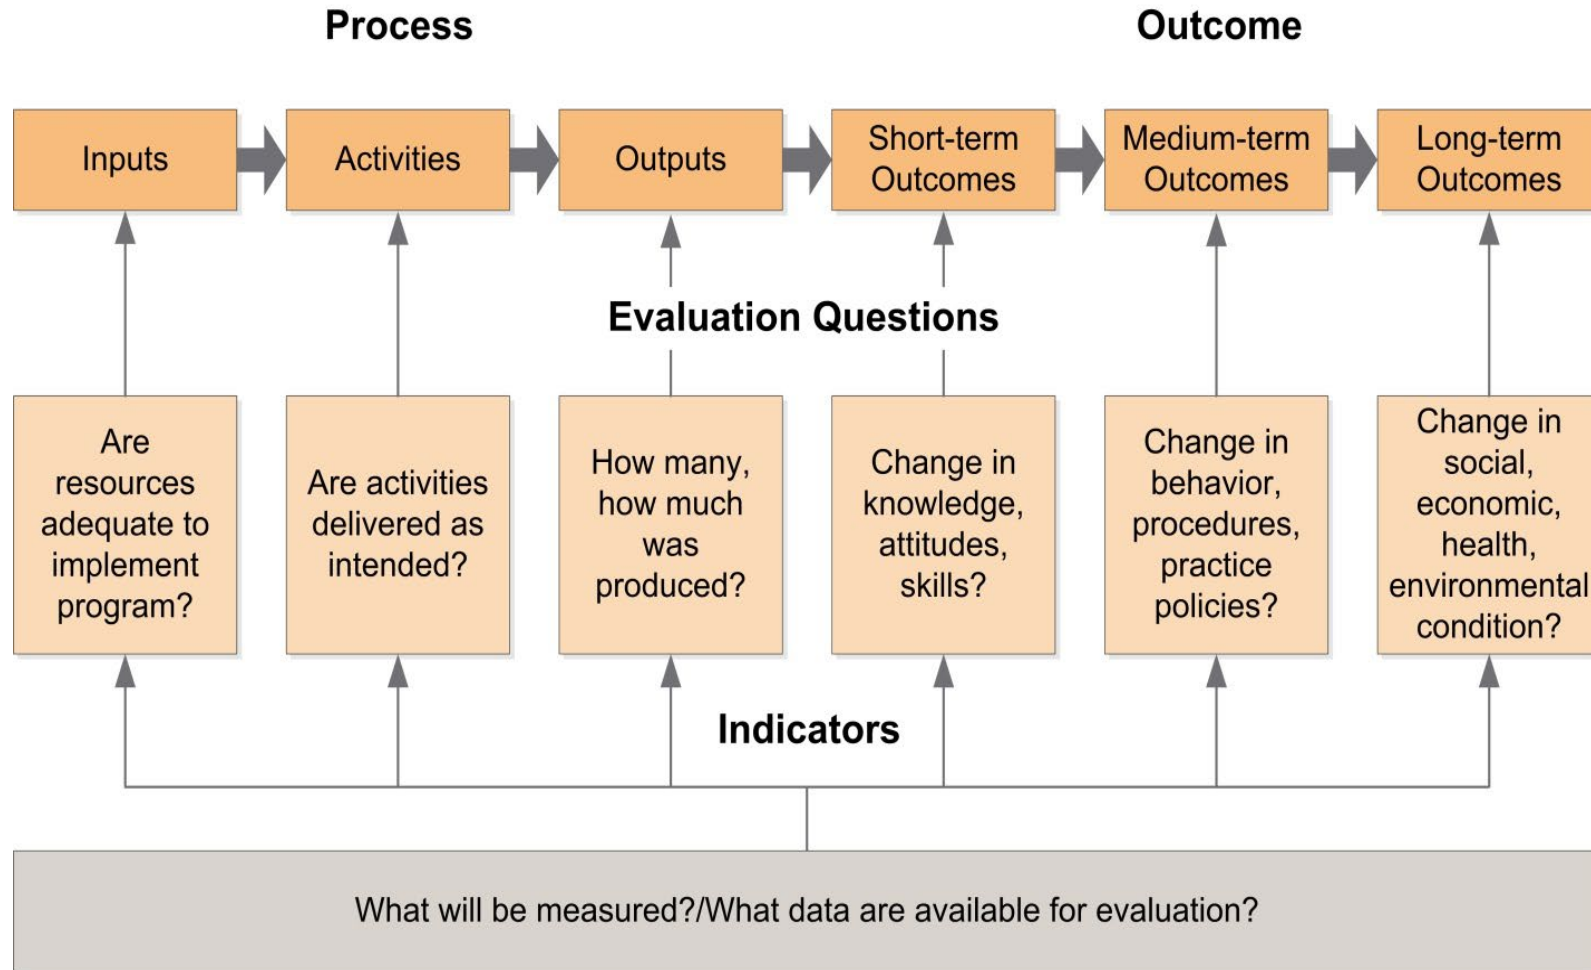 Process
Outcome
Inputs
Activities
Outputs
Short-term
Outcomes
Medium-term
Outcomes
Long-term
Outcomes
Evaluation Questions
Are
resources
adequate to
implement
program?
Are activities
delivered as
intended?
How many,
how much
was
produced?
Change in
knowledge,
attitudes,
skills?
Change in
behavior,
procedures,
practice
policies?
Change in
social,
economic,
health,
environmental
condition?
Indicators
What will be measured?/What data are available for evaluation?